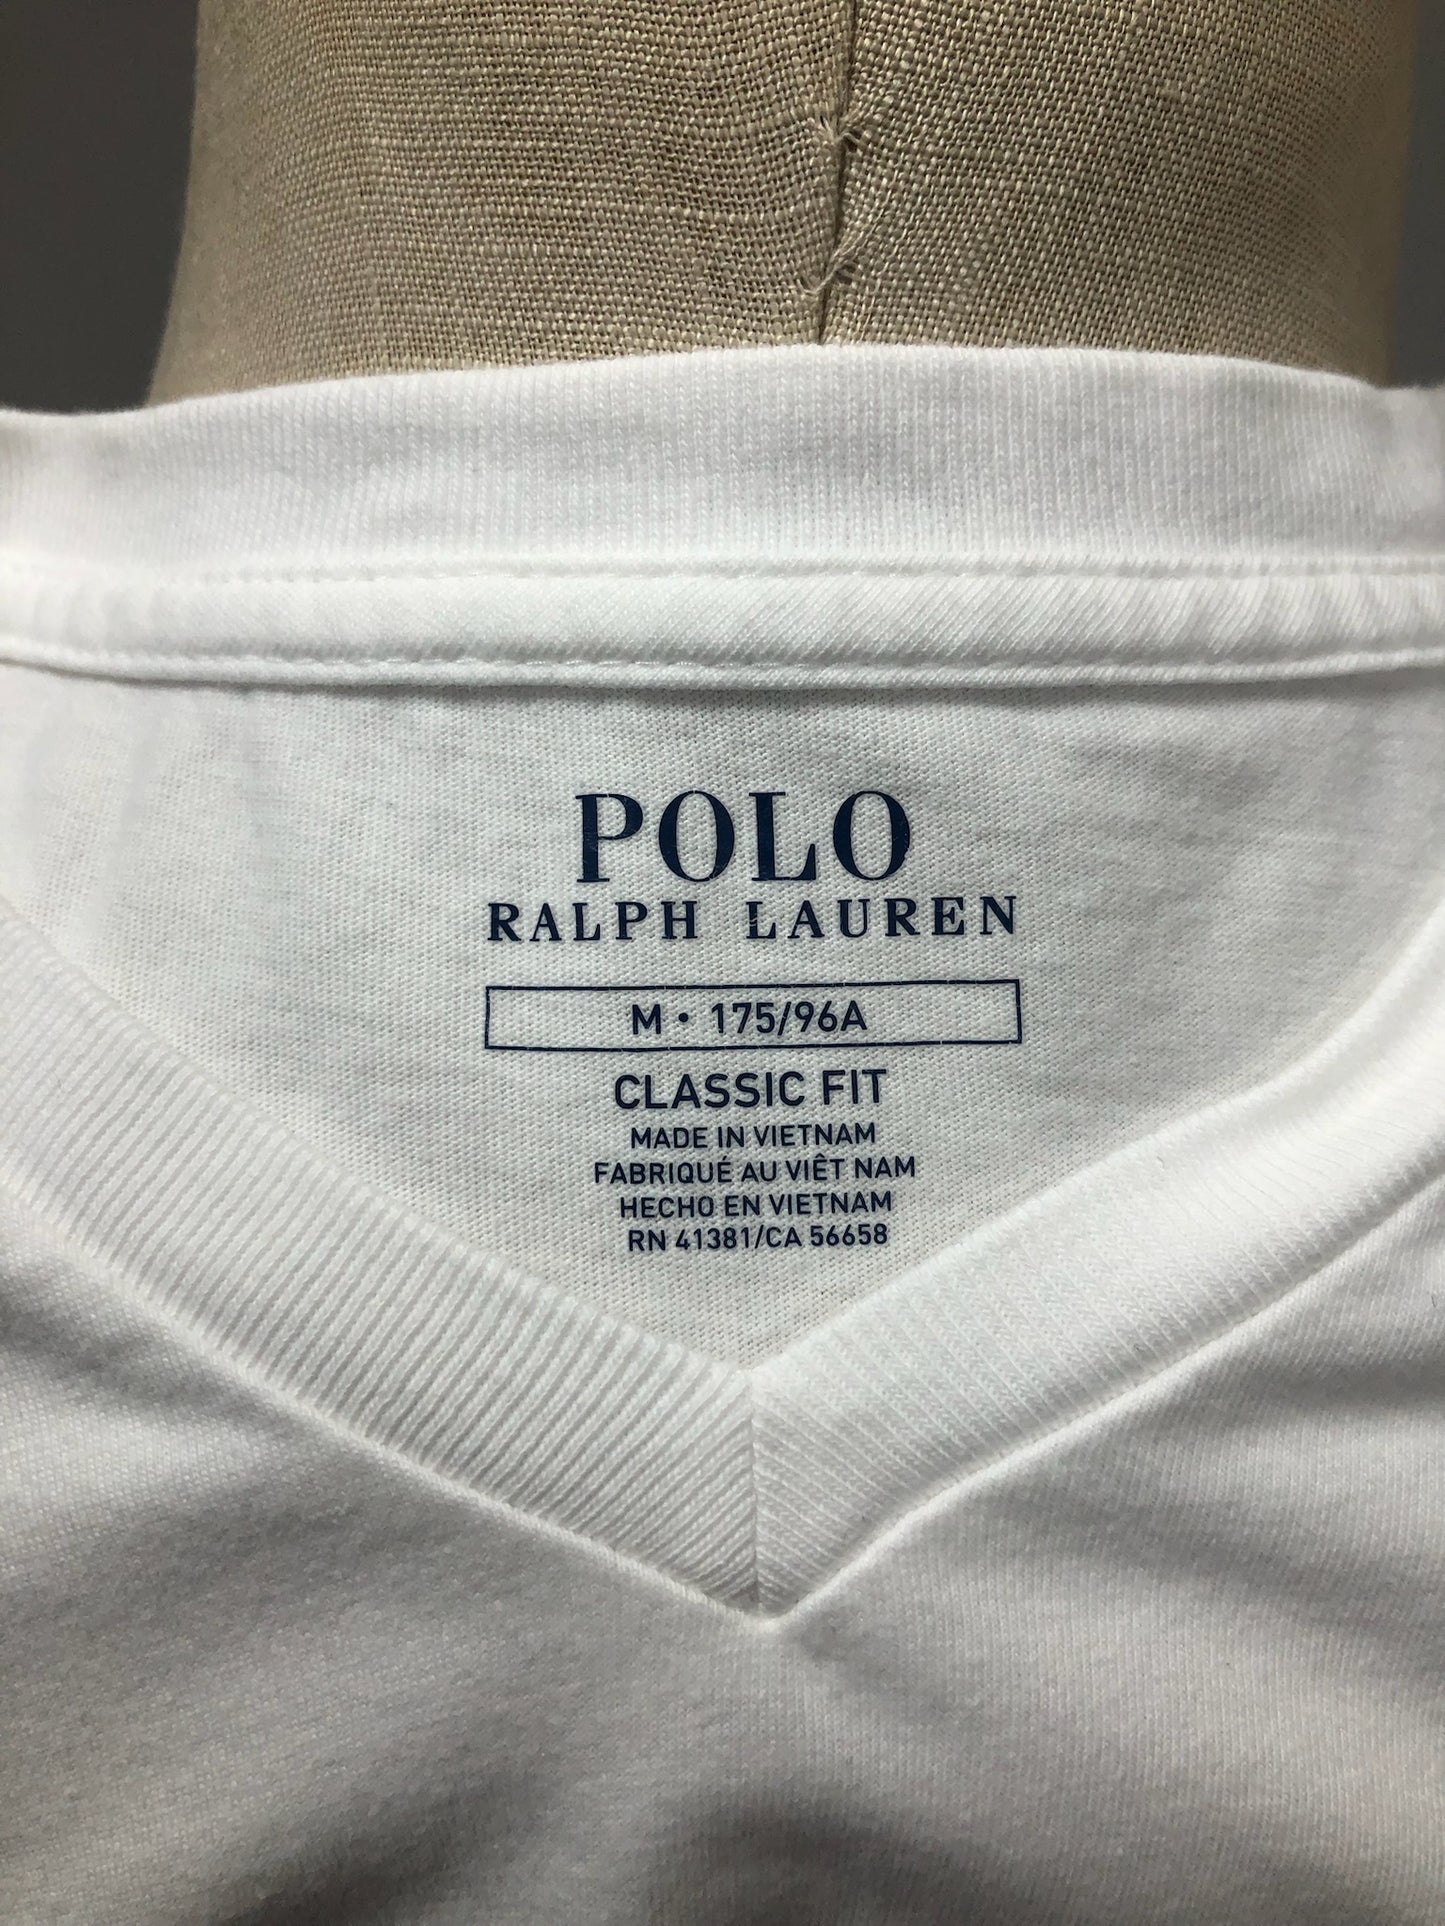 POLO
RALPH LAUREN
M • 175/96A
CLASSIC FIT
MADE IN VIETNAM
FABRIQUÉ AU VIÊT NAM
HECHO EN VIETNAM
RN 41381/CA 56658